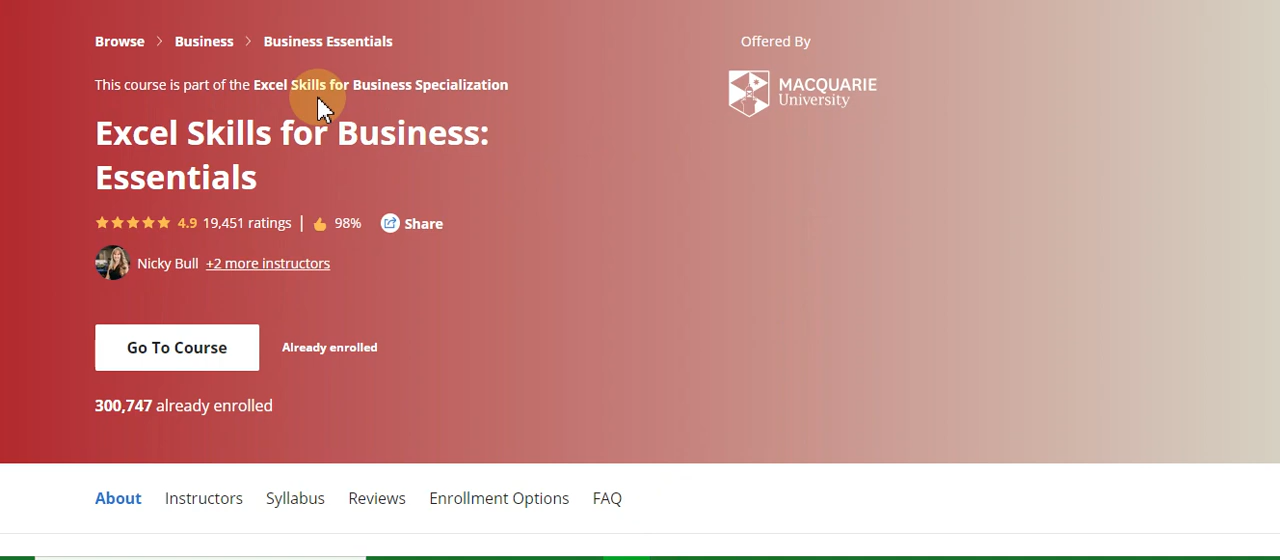 Browse > Business > Business Essentials
Offered By
This course is part of the Excel Skills for Business Specialization
MACQUARIE
University
Excel Skills for Business:
Essentials
4.9 19,451 ratings | 98% Share
Nicky Bull +2 more instructors
Go To Course Already enrolled
300,747 already enrolled
About Instructors Syllabus Reviews Enrollment Options FAQ